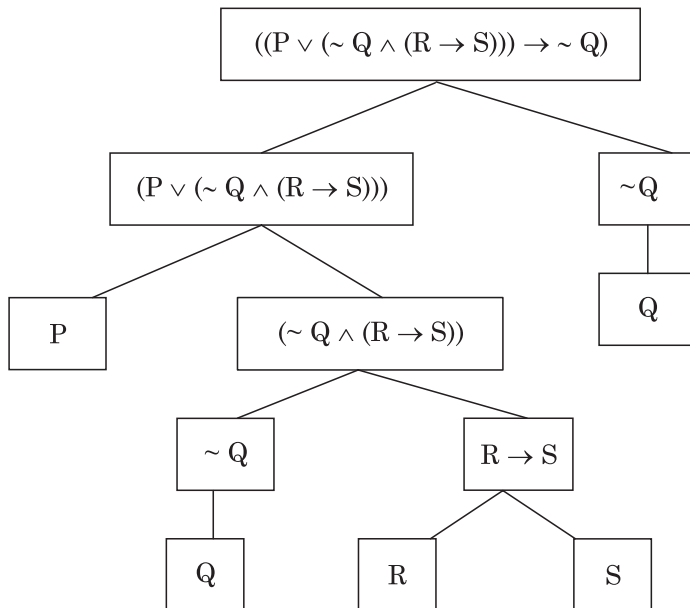 ((P ∨ (~ Q ∧ (R → S))) → ~ Q)
(P ∨ (~ Q ∧ (R → S)))
~Q
P
(~ Q ∧ (R → S))
Q
~ Q
R → S
Q
R
S